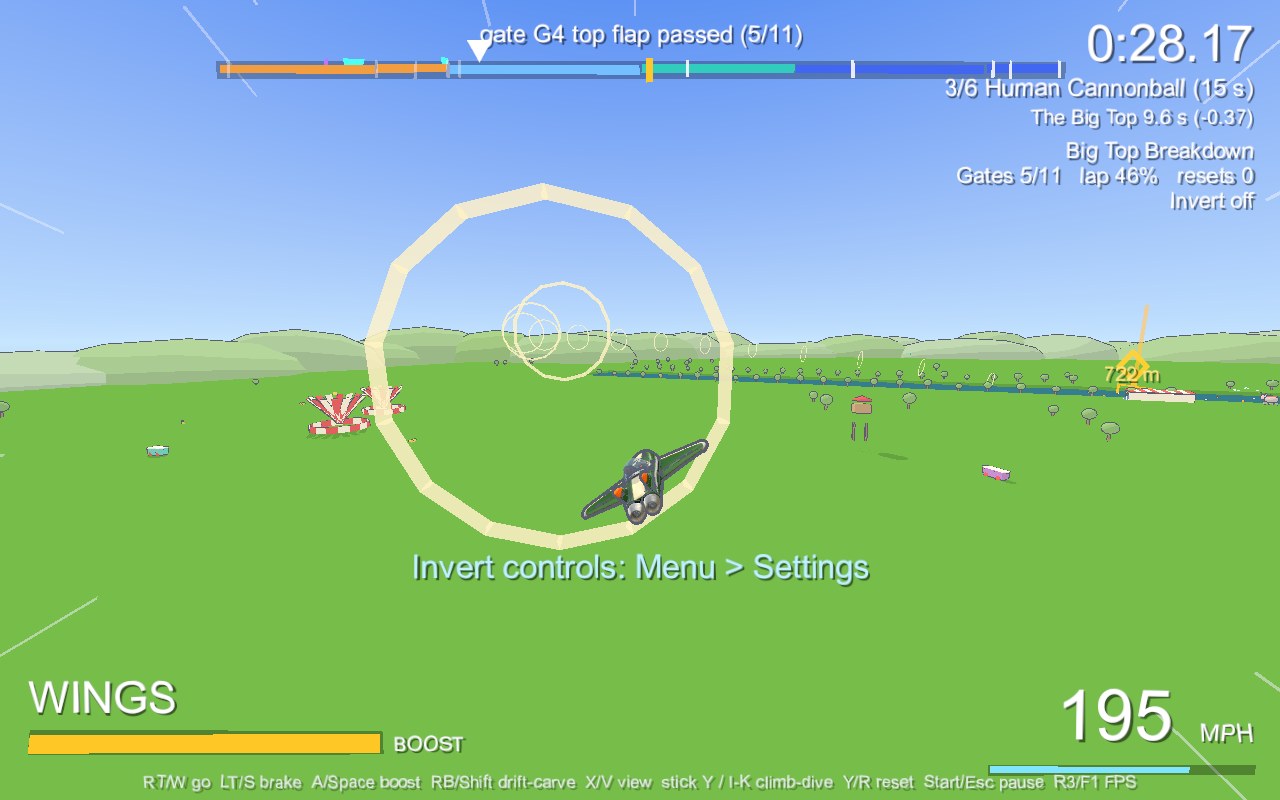 gate G4 top flap passed (5/11)
0:28.17
3/6 Human Cannonball (15 s)
The Big Top 9.6 s (-0.37)
Big Top Breakdown
Gates 5/11 lap 46% resets 0
Invert off
722 m
Invert controls: Menu > Settings
WINGS
BOOST
195 MPH
RT/W go LT/S brake A/Space boost RB/Shift drift-carve X/V view stick Y / I-K climb-dive Y/R reset Start/Esc pause R3/F1 FPS